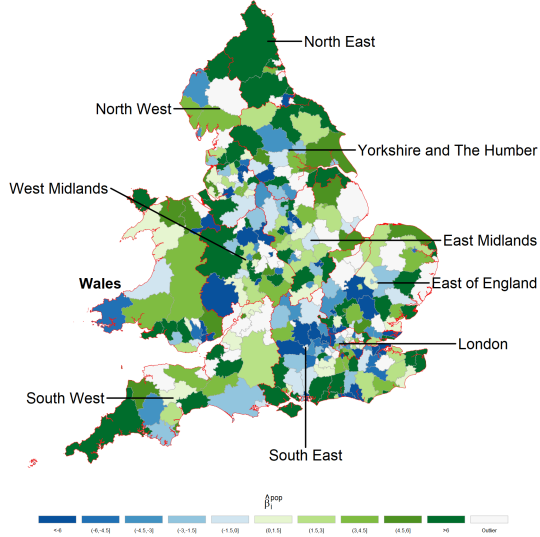 North East
North West
Yorkshire and The Humber
West Midlands
East Midlands
Wales
East of England
London
South West
South East
β̂ᵢᵖᵒᵖ
<-6 (-6,-4.5] (-4.5,-3] (-3,-1.5] (-1.5,0] (0,1.5] (1.5,3] (3,4.5] (4.5,6] >6 Outlier